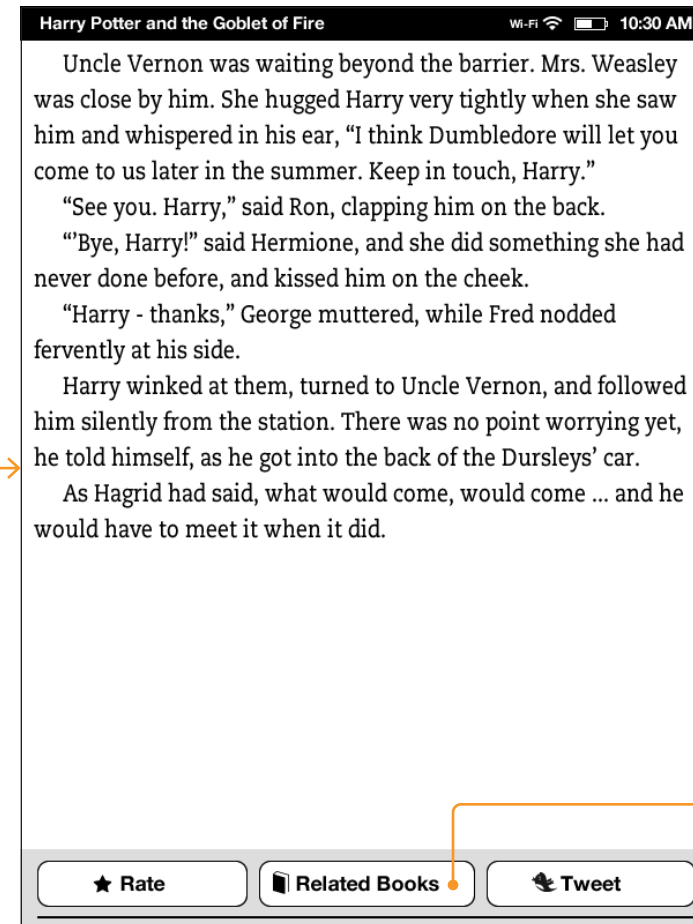 Harry Potter and the Goblet of Fire Wi-Fi 10:30 AM
Uncle Vernon was waiting beyond the barrier. Mrs. Weasley
was close by him. She hugged Harry very tightly when she saw
him and whispered in his ear, “I think Dumbledore will let you
come to us later in the summer. Keep in touch, Harry.”
“See you. Harry,” said Ron, clapping him on the back.
“’Bye, Harry!” said Hermione, and she did something she had
never done before, and kissed him on the cheek.
“Harry - thanks,” George muttered, while Fred nodded
fervently at his side.
Harry winked at them, turned to Uncle Vernon, and followed
him silently from the station. There was no point worrying yet,
he told himself, as he got into the back of the Dursleys’ car.
As Hagrid had said, what would come, would come ... and he
would have to meet it when it did.
Rate Related Books Tweet